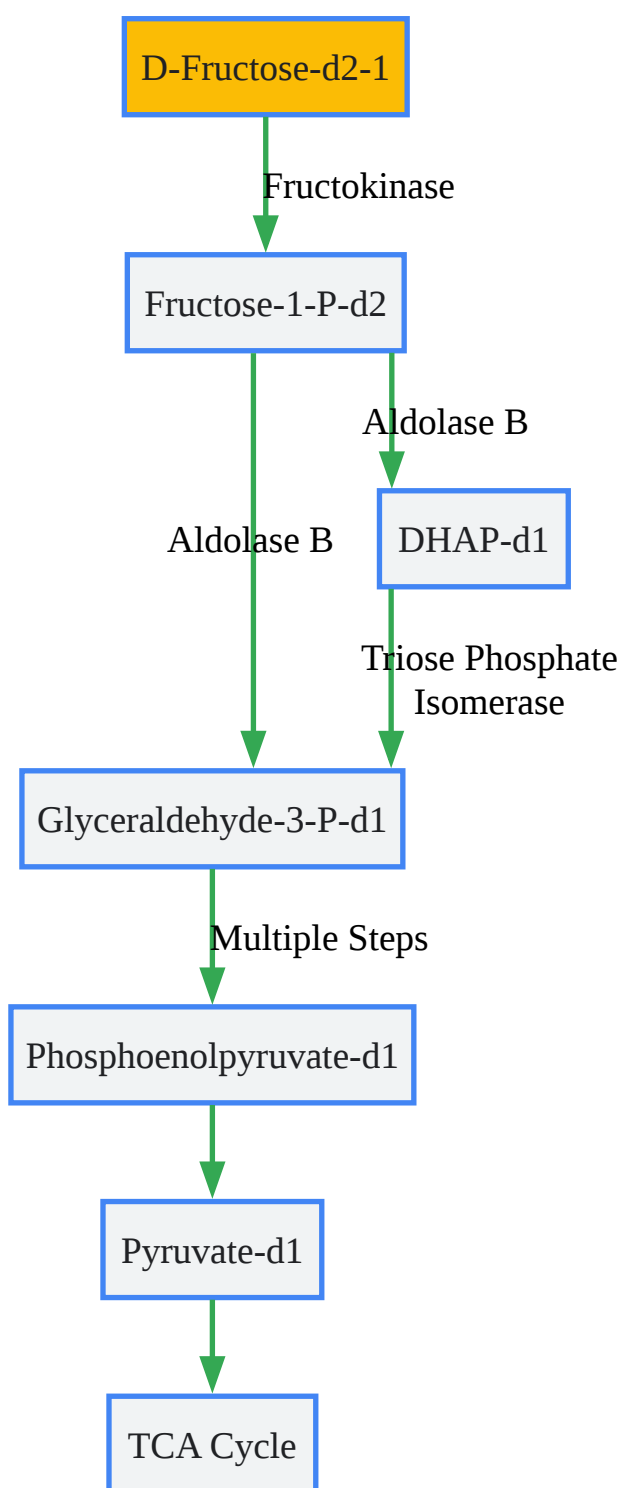 D-Fructose-d2-1
Fructokinase
Fructose-1-P-d2
Aldolase B
Aldolase B
DHAP-d1
Triose Phosphate
Isomerase
Glyceraldehyde-3-P-d1
Multiple Steps
Phosphoenolpyruvate-d1
Pyruvate-d1
TCA Cycle